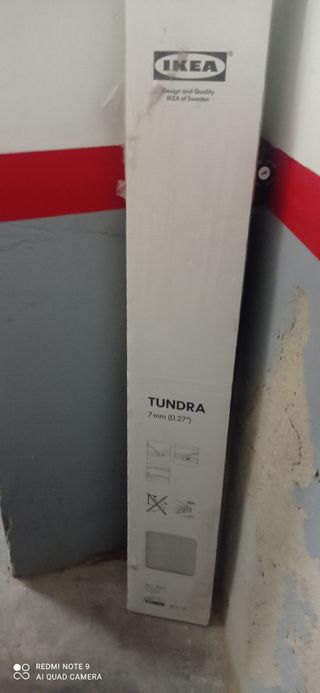 IKEA
Design and Quality
IKEA of Sweden
TUNDRA
7 mm (0.27")
REDMI NOTE 9
AI QUAD CAMERA